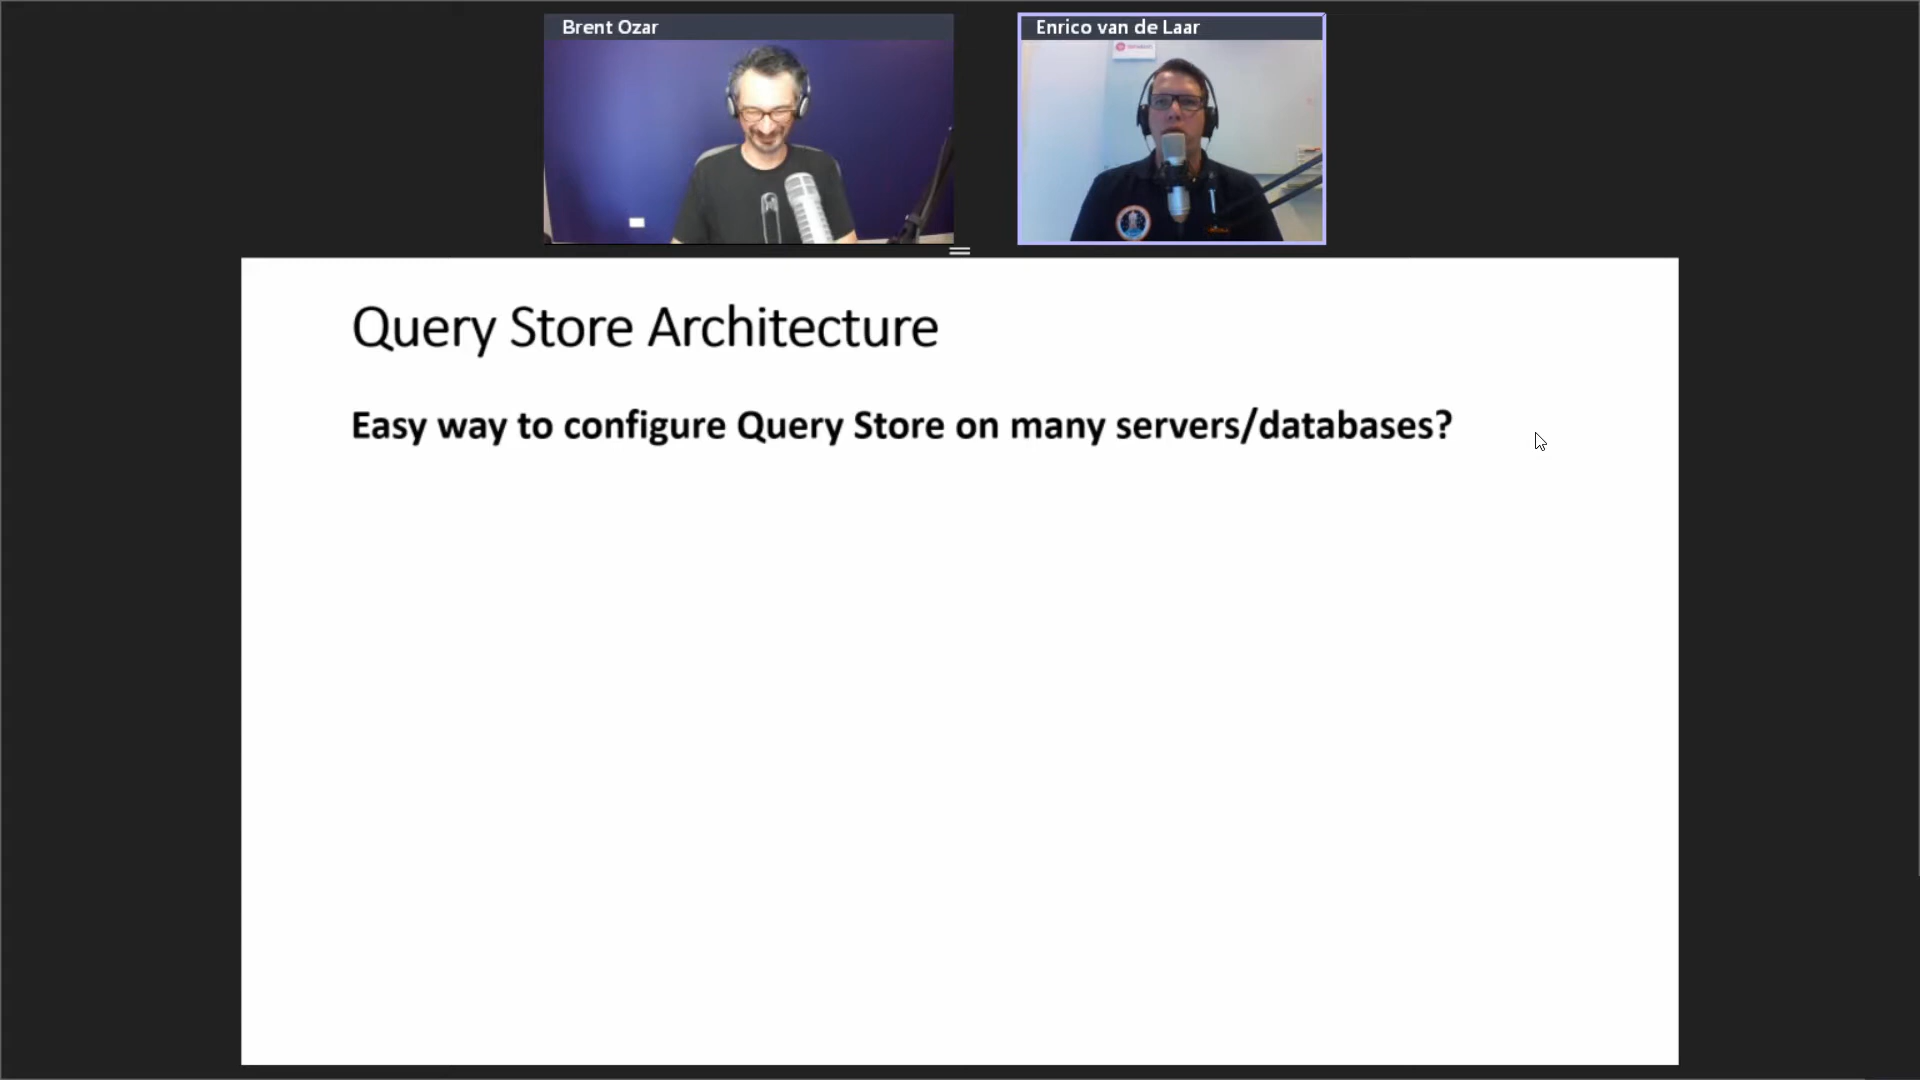 Brent Ozar
Enrico van de Laar
Query Store Architecture
Easy way to configure Query Store on many servers/databases?